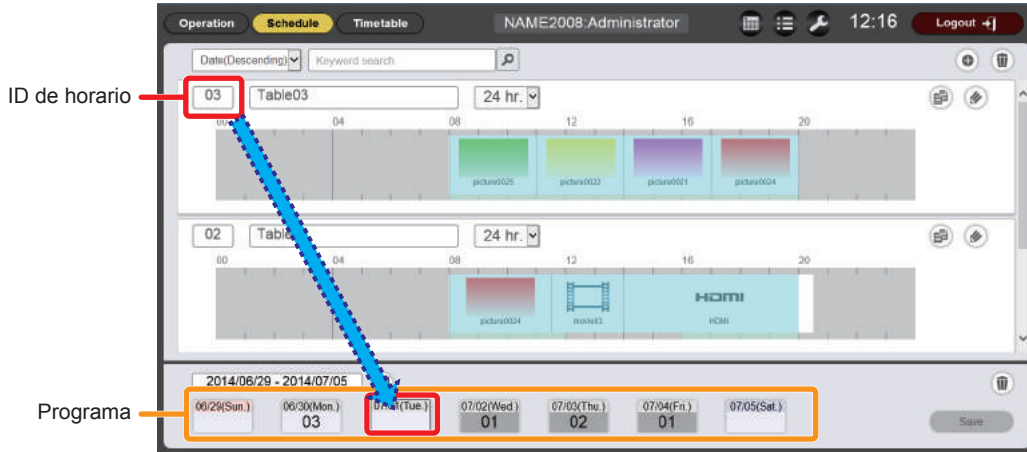 Operation Schedule Timetable NAME2008:Administrator 12:16 Logout
Date(Descending) Keyword search
ID de horario
03 Table03 24 hr.
00 04 08 12 16 20
picture0025 picture0022 picture0021 picture0024
02 Table 24 hr.
00 04 08 12 16 20
HDMI
picture0024 movie03 HDMI
2014/06/29 - 2014/07/05
Programa
06/29(Sun.) 06/30(Mon.) 07/01(Tue.) 07/02(Wed.) 07/03(Thu.) 07/04(Fri.) 07/05(Sat.)
03 01 02 01
Save